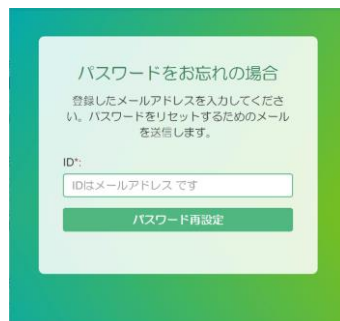 パスワードをお忘れの場合
登録したメールアドレスを入力してくださ
い。パスワードをリセットするためのメール
を送信します。
ID*:
IDはメールアドレス です
パスワード再設定